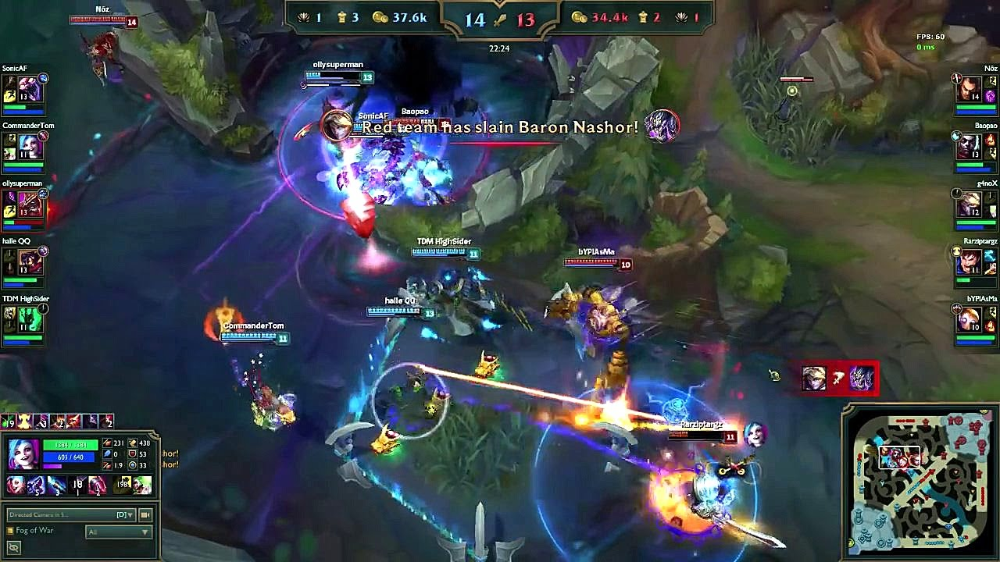 Nôz
14
1 3 37.6k 14 13 34.4k 2 1
22:24
FPS: 60
0 ms
ollysuperman
13
SonicAF
Baopao
Red team has slain Baron Nashor!
SonicAF
13
CommanderTom
11
ollysuperman
13
halle QQ
13
TDM HighSider
11
Nôz
14
Baopao
13
g4noX
12
Rarziptargz
11
bYPIAsMa
10
TDM HighSider
11
bYPIAsMa
10
halle QQ
13
CommanderTom
11
Rarziptargz
11
1384 / 1384
603 / 640
231 438
0 53
1.9 33
hor!
hor!
18
198
Directed Camera in 5...
[D]
Fog of War
All